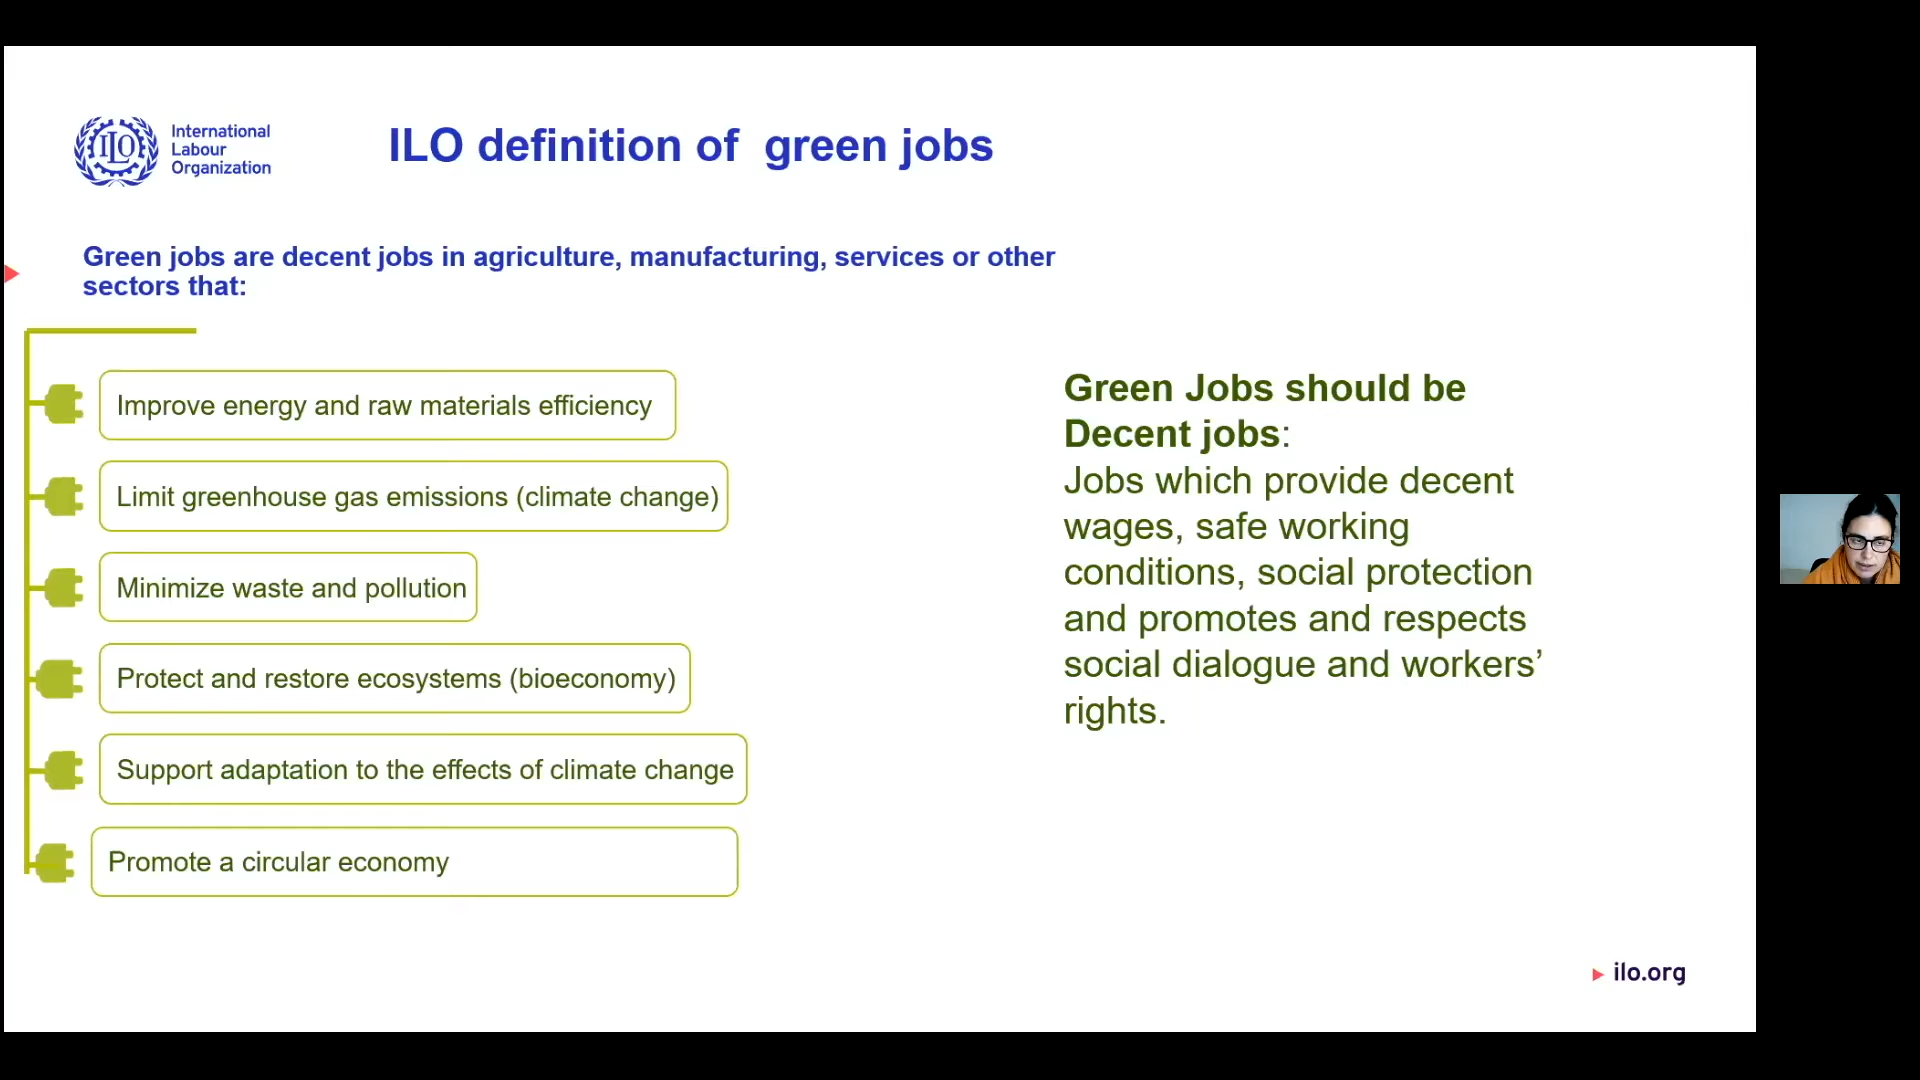 International
Labour
Organization
ILO
ILO definition of  green jobs
Green jobs are decent jobs in agriculture, manufacturing, services or other
sectors that:
Improve energy and raw materials efficiency
Limit greenhouse gas emissions (climate change)
Minimize waste and pollution
Protect and restore ecosystems (bioeconomy)
Support adaptation to the effects of climate change
Promote a circular economy
Green Jobs should be
Decent jobs:
Jobs which provide decent
wages, safe working
conditions, social protection
and promotes and respects
social dialogue and workers’
rights.
ilo.org